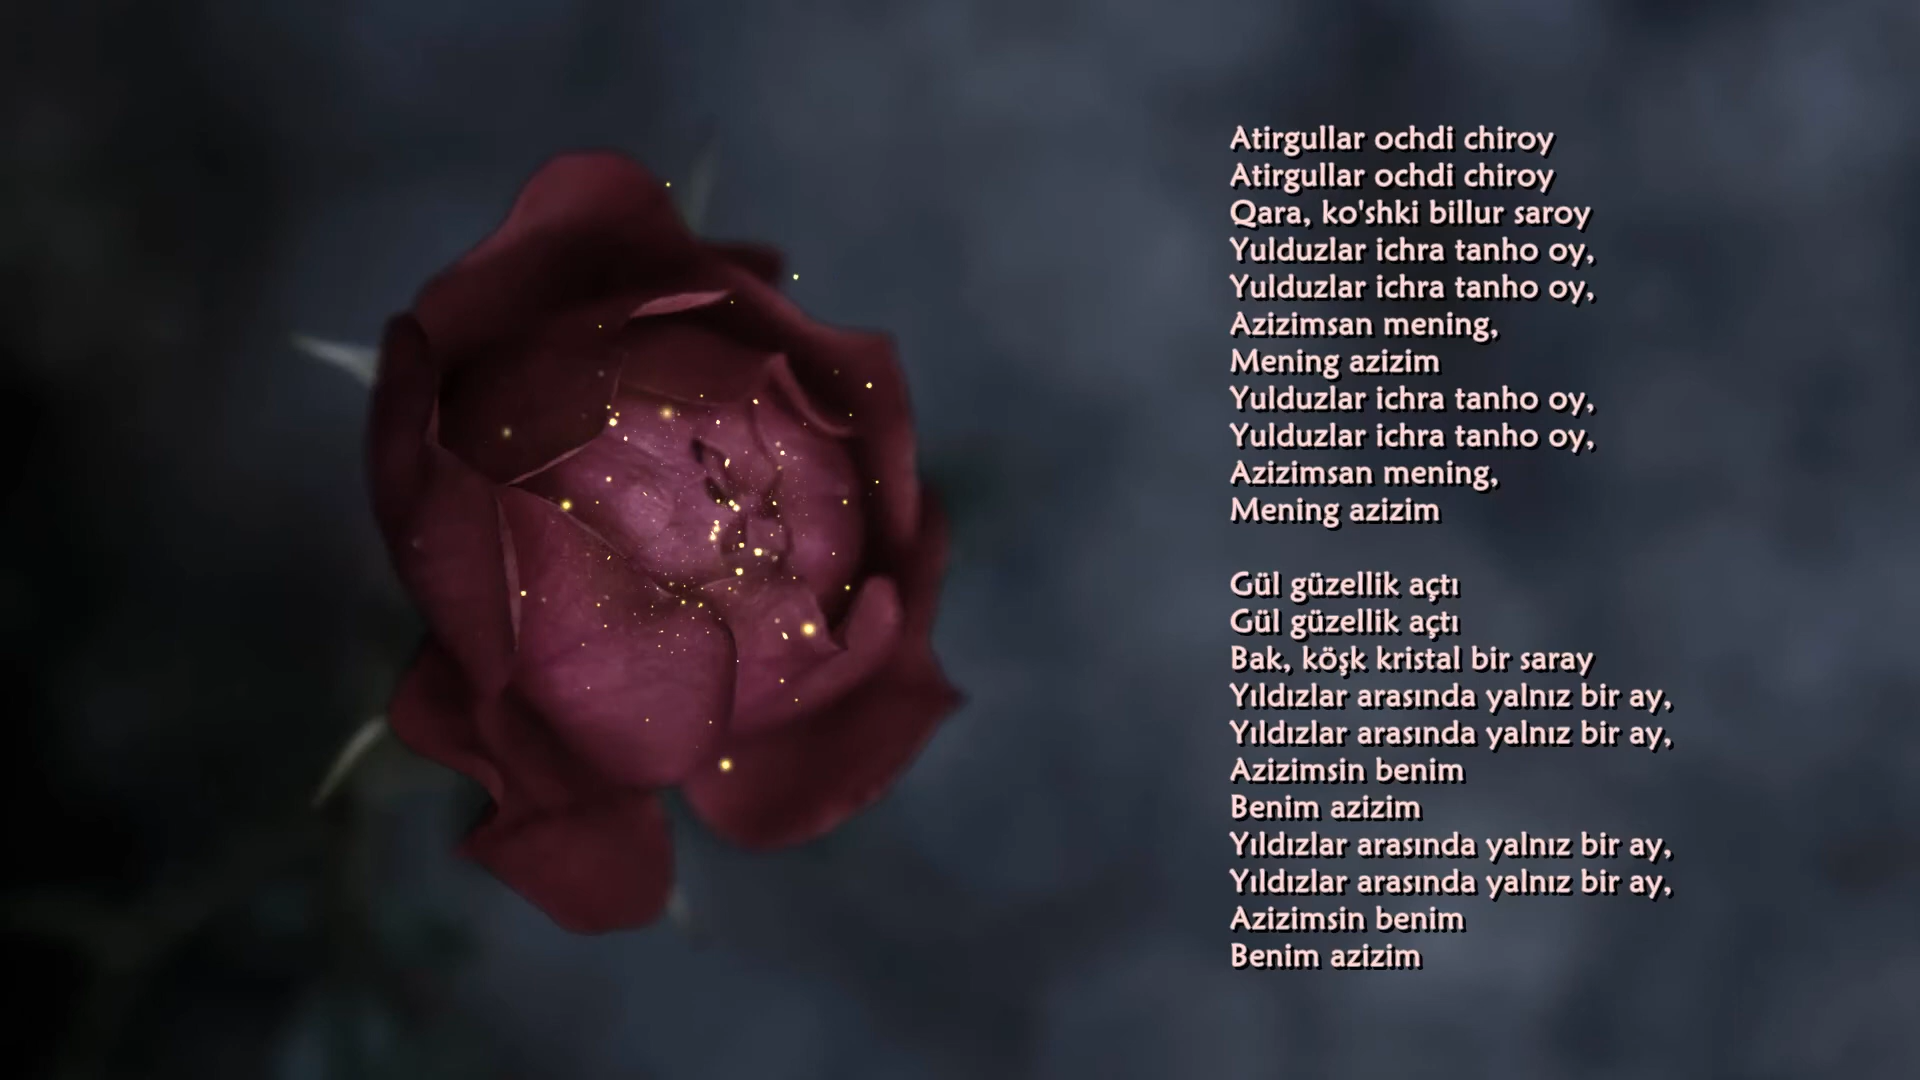 Atirgullar ochdi chiroy
Atirgullar ochdi chiroy
Qara, ko'shki billur saroy
Yulduzlar ichra tanho oy,
Yulduzlar ichra tanho oy,
Azizimsan mening,
Mening azizim
Yulduzlar ichra tanho oy,
Yulduzlar ichra tanho oy,
Azizimsan mening,
Mening azizim
Gül güzellik açtı
Gül güzellik açtı
Bak, köşk kristal bir saray
Yıldızlar arasında yalnız bir ay,
Yıldızlar arasında yalnız bir ay,
Azizimsin benim
Benim azizim
Yıldızlar arasında yalnız bir ay,
Yıldızlar arasında yalnız bir ay,
Azizimsin benim
Benim azizim